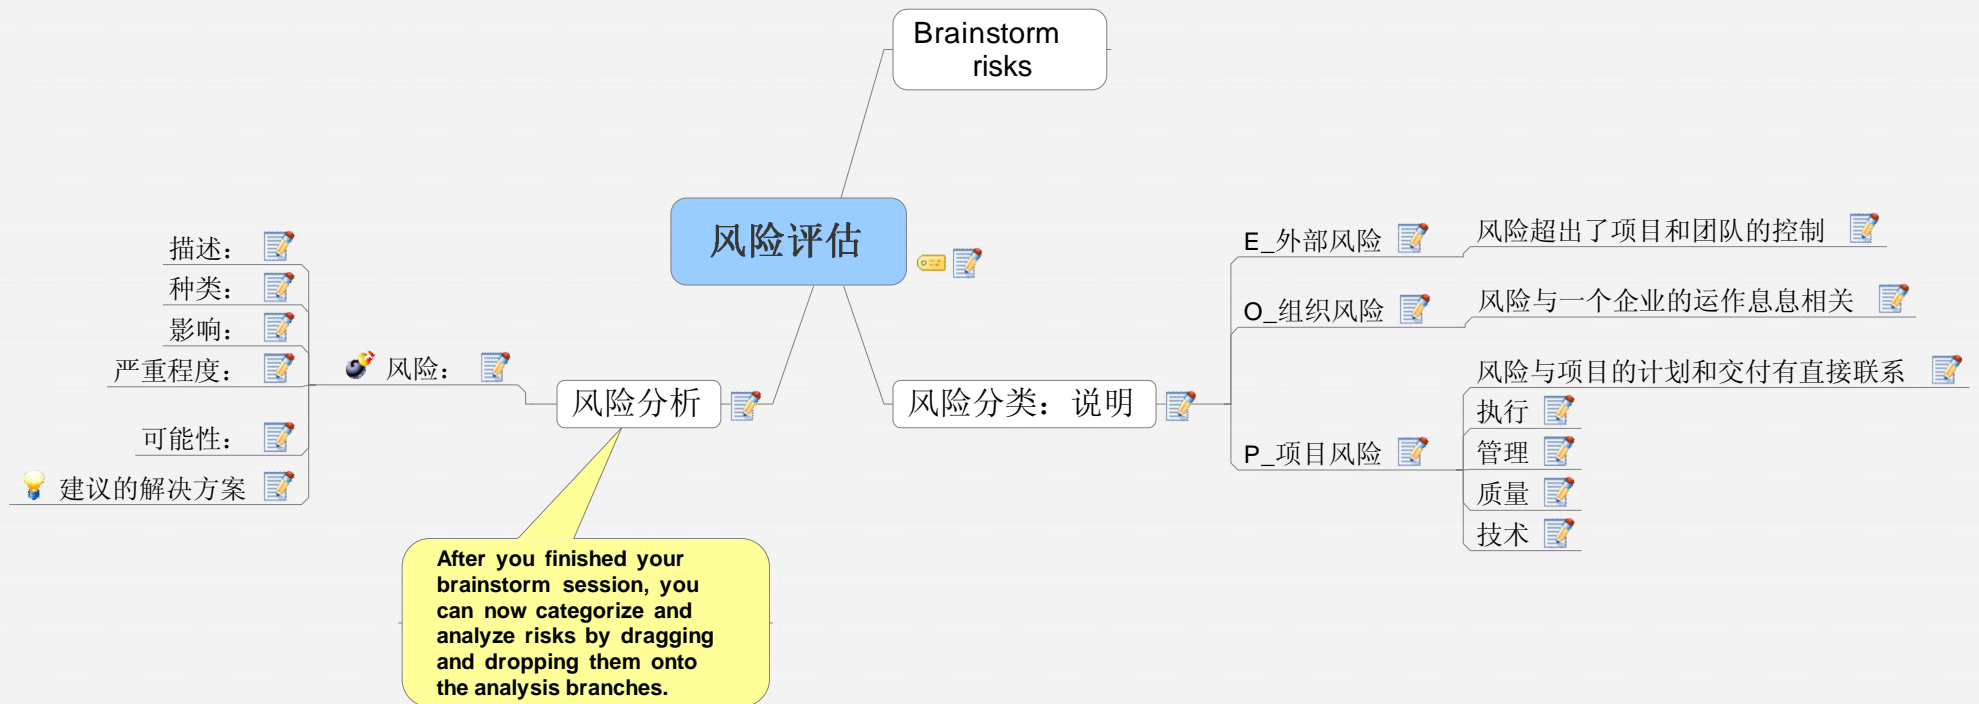 Brainstorm
risks
风险评估
描述：
种类：
影响：
严重程度：
可能性：
建议的解决方案
风险：
风险分析
After you finished your
brainstorm session, you
can now categorize and
analyze risks by dragging
and dropping them onto
the analysis branches.
风险分类：说明
E_外部风险
风险超出了项目和团队的控制
O_组织风险
风险与一个企业的运作息息相关
P_项目风险
风险与项目的计划和交付有直接联系
执行
管理
质量
技术